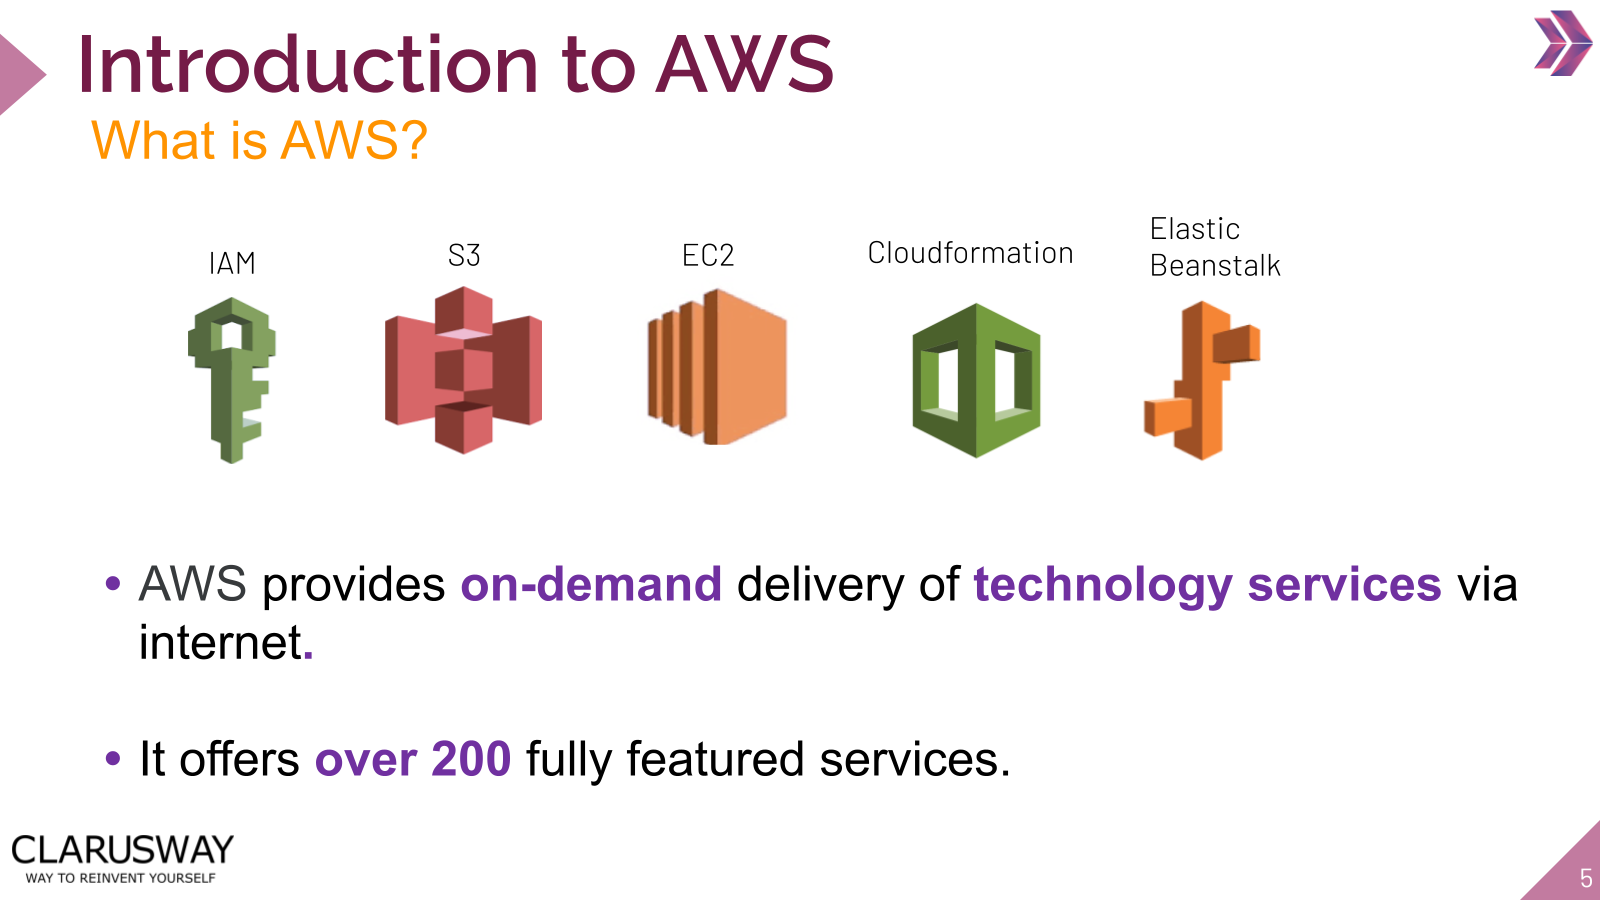 Introduction to AWS
What is AWS?
IAM
S3
EC2
Cloudformation
Elastic
Beanstalk
• AWS provides on-demand delivery of technology services via
internet.
• It offers over 200 fully featured services.
CLARUSWAY
WAY TO REINVENT YOURSELF
5